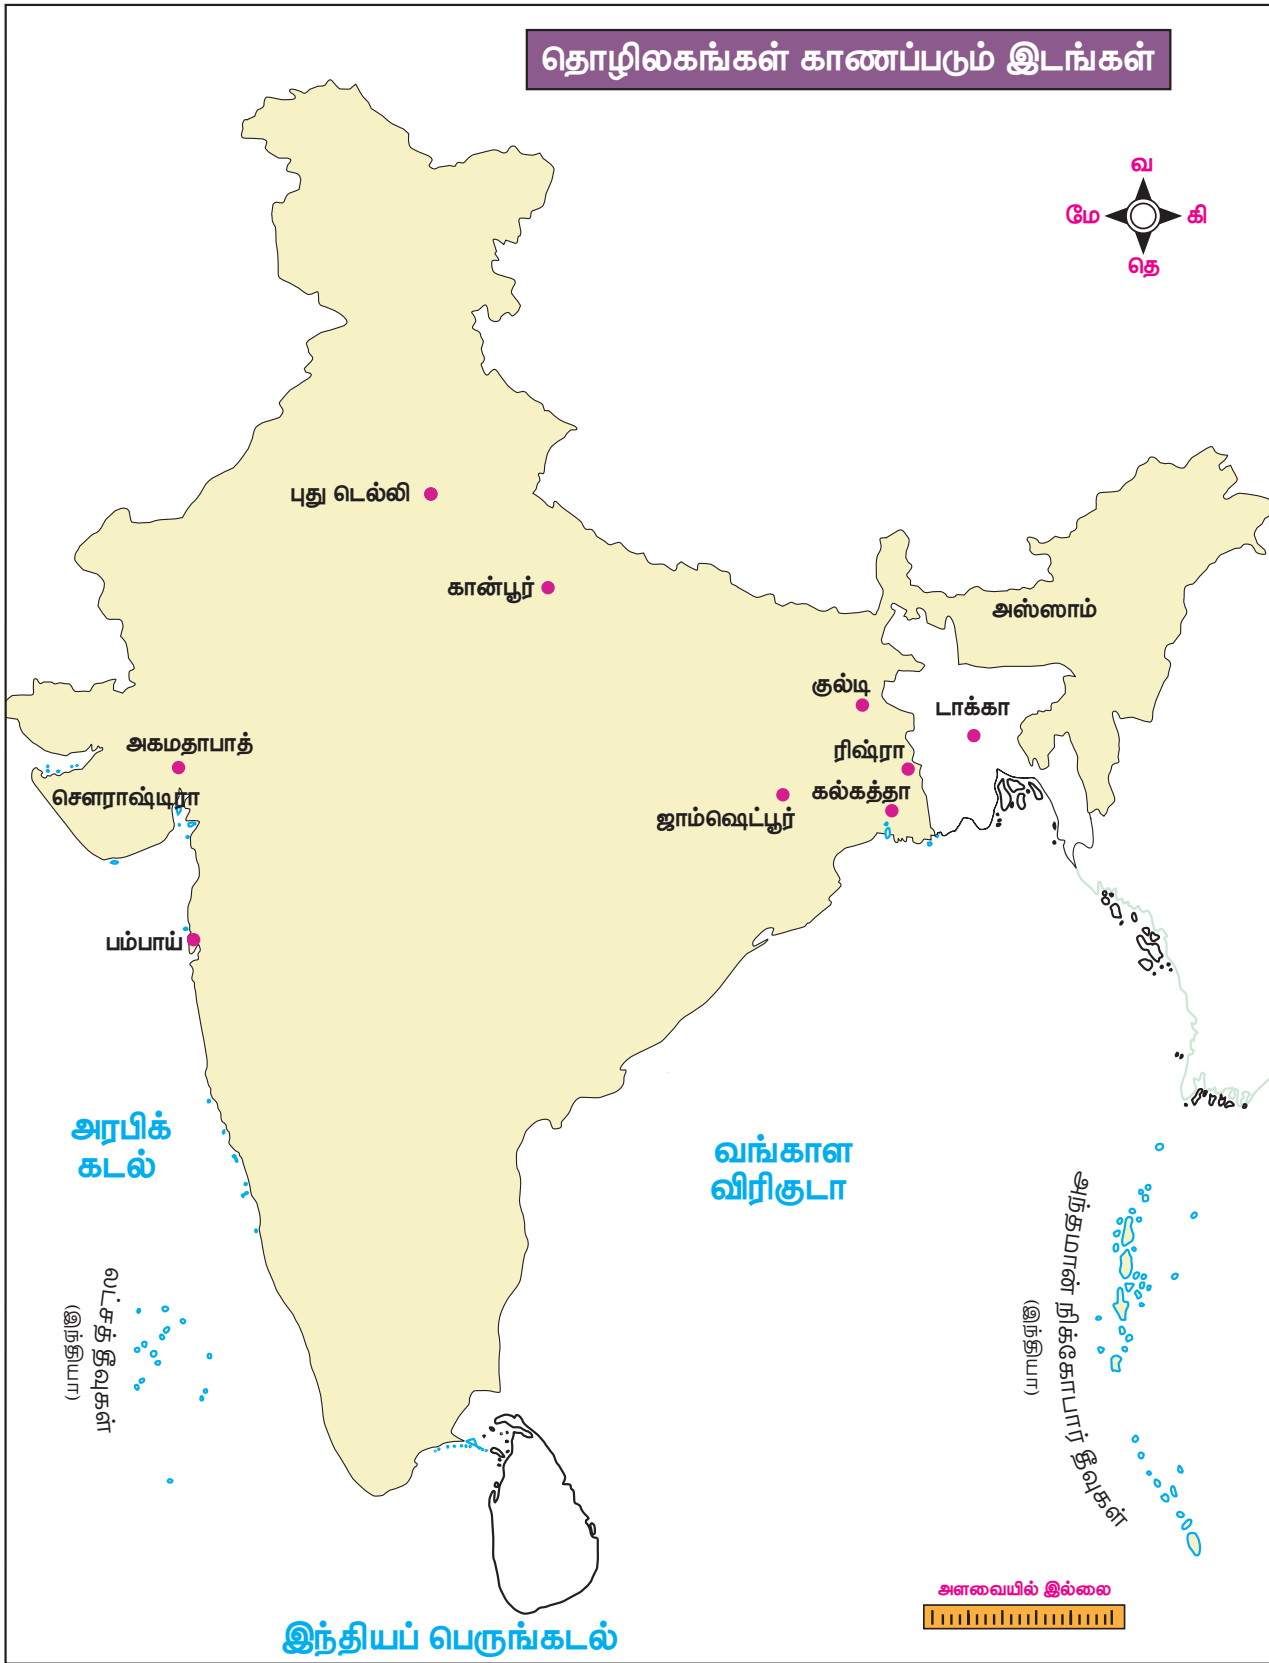 தொழிலகங்கள் காணப்படும் இடங்கள்
வ
மே
கி
தெ
புது டெல்லி
கான்பூர்
அஸ்ஸாம்
குல்டி
டாக்கா
அகமதாபாத்
ரிஷ்ரா
சௌராஷ்டிரா
கல்கத்தா
ஜாம்ஷெட்பூர்
பம்பாய்
அரபிக்
கடல்
வங்காள
விரிகுடா
லட்சத்தீவுகள்
(இந்தியா)
அந்தமான் நிக்கோபார் தீவுகள்
(இந்தியா)
அளவையில் இல்லை
இந்தியப் பெருங்கடல்